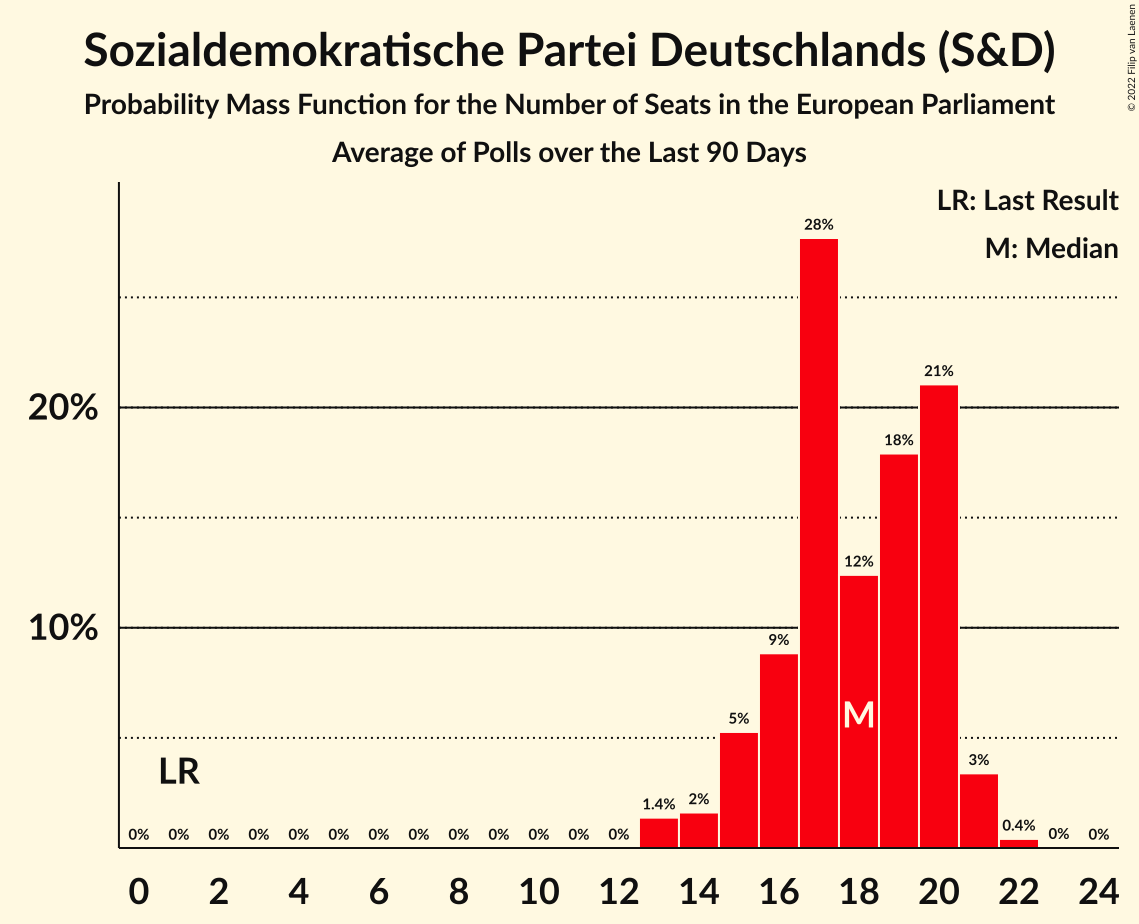 Sozialdemokratische Partei Deutschlands (S&D)
Probability Mass Function for the Number of Seats in the European Parliament
Average of Polls over the Last 90 Days
© 2022 Filip van Laenen
LR: Last Result
M: Median
28%
21%
20%
18%
12%
10%
9%
M
5%
LR
3%
1.4%
2%
0.4%
0% 0% 0% 0% 0% 0% 0% 0% 0% 0% 0% 0% 0% 0% 0%
0 2 4 6 8 10 12 14 16 18 20 22 24